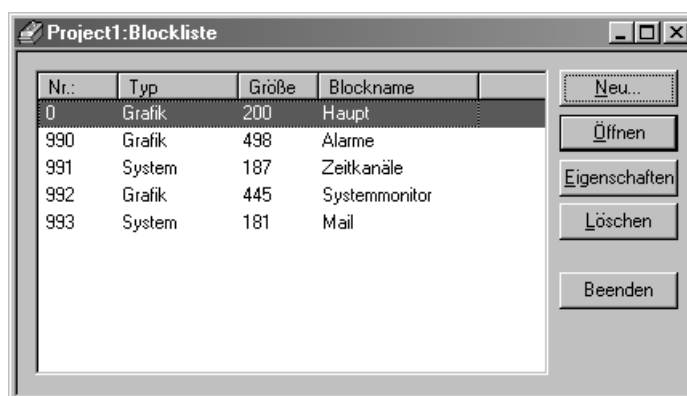 Project1:Blockliste
Nr.: Typ Größe Blockname
0 Grafik 200 Haupt
990 Grafik 498 Alarme
991 System 187 Zeitkanäle
992 Grafik 445 Systemmonitor
993 System 181 Mail
Neu...
Öffnen
Eigenschaften
Löschen
Beenden